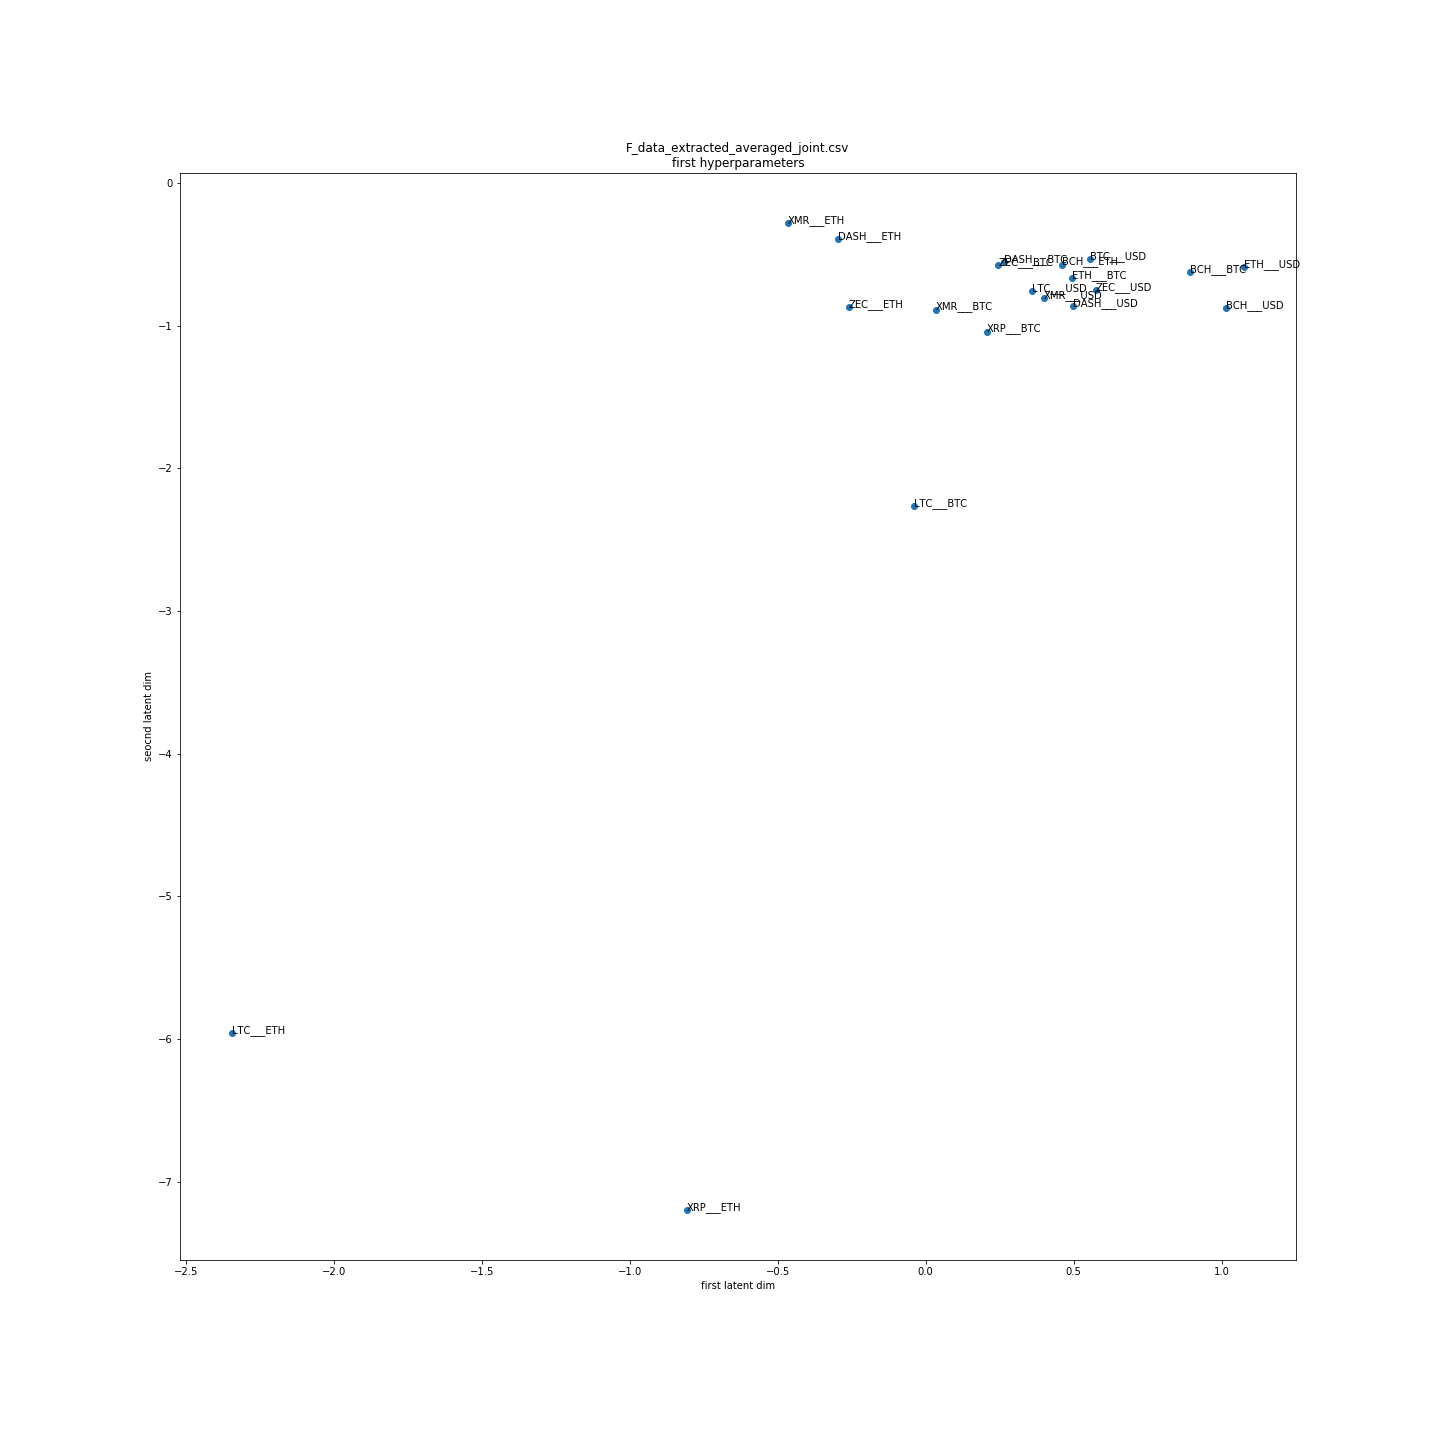 F_data_extracted_averaged_joint.csv
first hyperparameters
0
XMR___ETH
DASH___ETH
BTC___USD
DASH___BTC
ZEC___BTC
BCH___ETH
ETH___USD
BCH___BTC
ETH___BTC
ZEC___USD
LTC___USD
XMR___USD
DASH___USD
BCH___USD
ZEC___ETH
XMR___BTC
−1
XRP___BTC
−2
LTC___BTC
−3
seocnd latent dim
−4
−5
−6
LTC___ETH
−7
XRP___ETH
−2.5
−2.0
−1.5
−1.0
−0.5
0.0
0.5
1.0
first latent dim